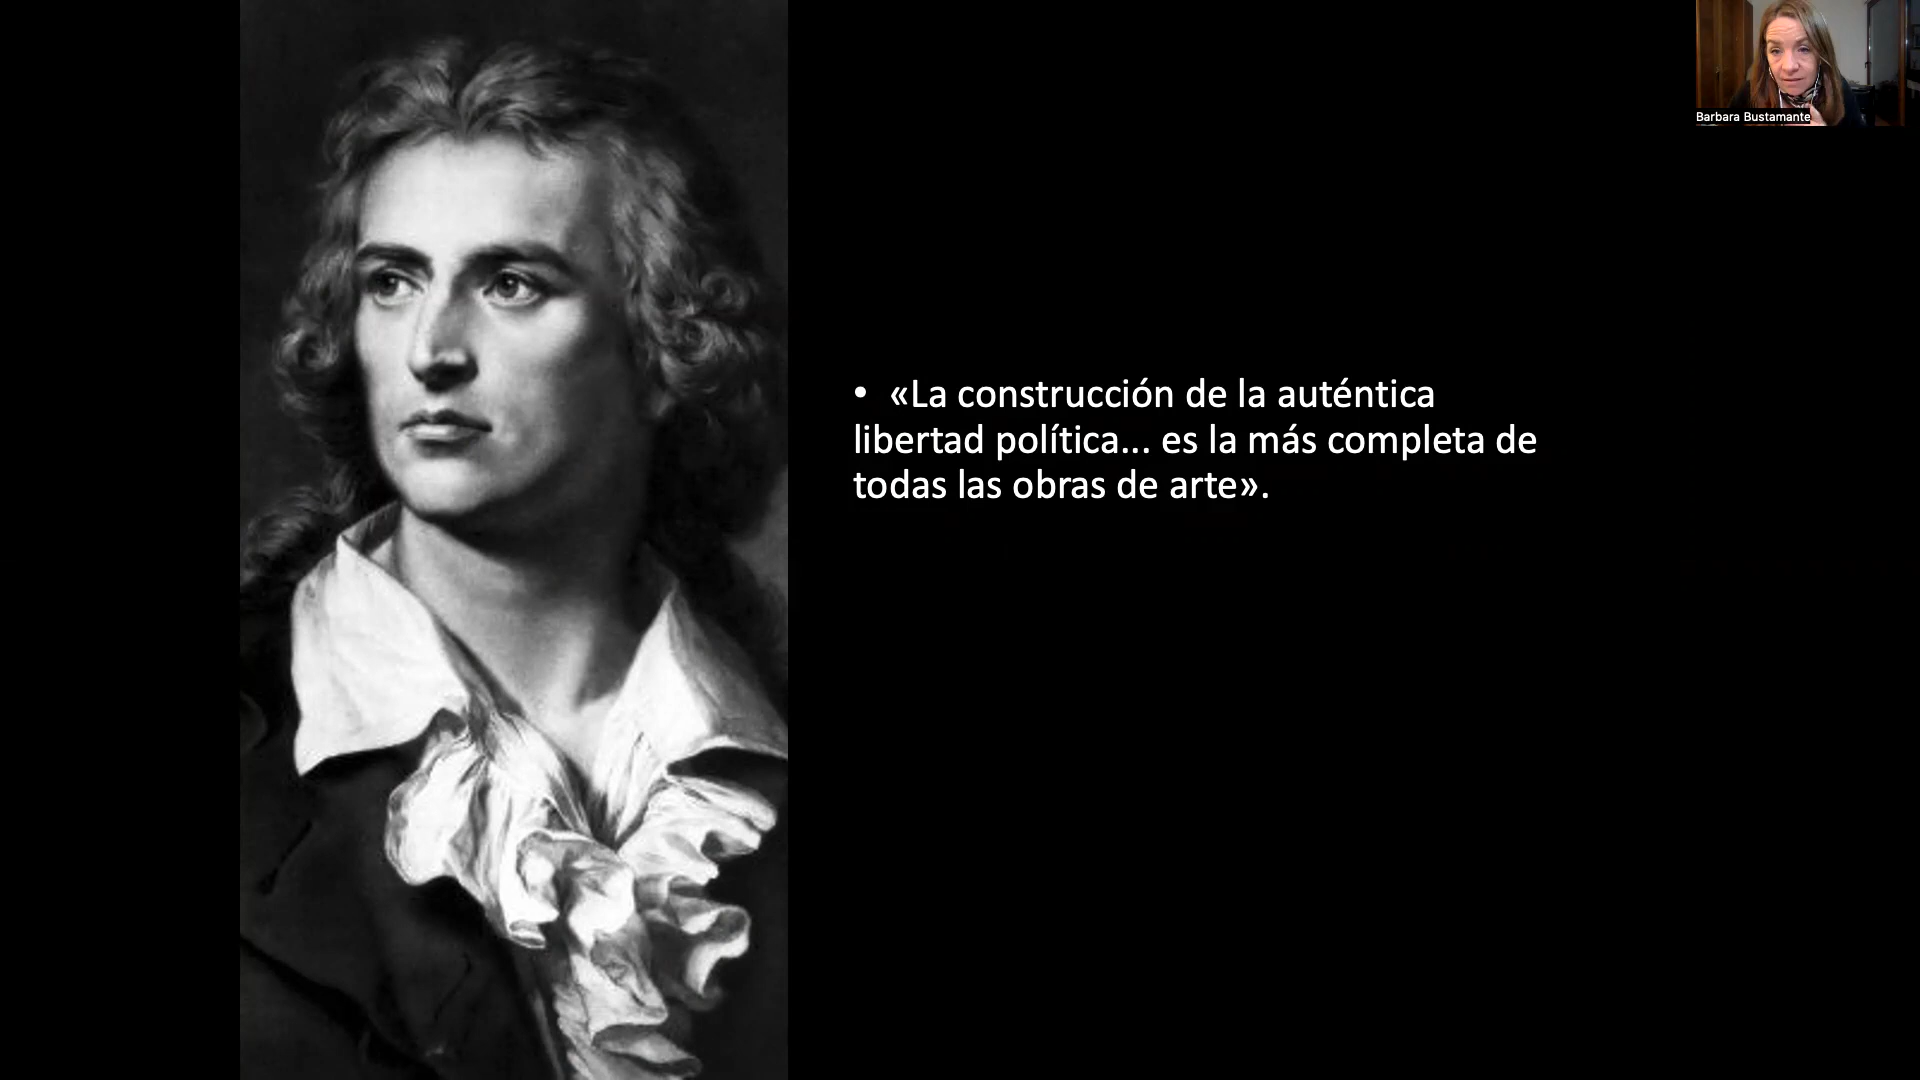 Barbara Bustamante
• «La construcción de la auténtica
libertad política... es la más completa de
todas las obras de arte».